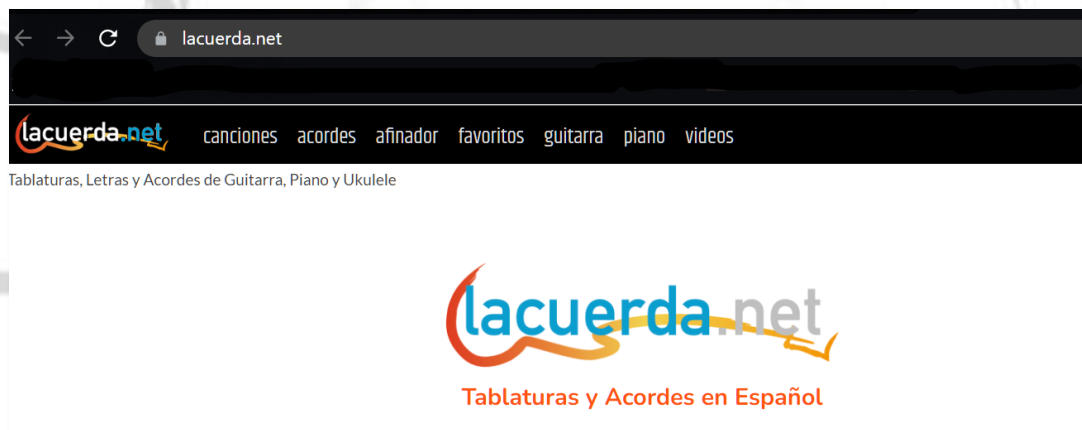 lacuerda.net
lacuerda.net canciones acordes afinador favoritos guitarra piano videos
Tablaturas, Letras y Acordes de Guitarra, Piano y Ukulele
lacuerda.net
Tablaturas y Acordes en Español